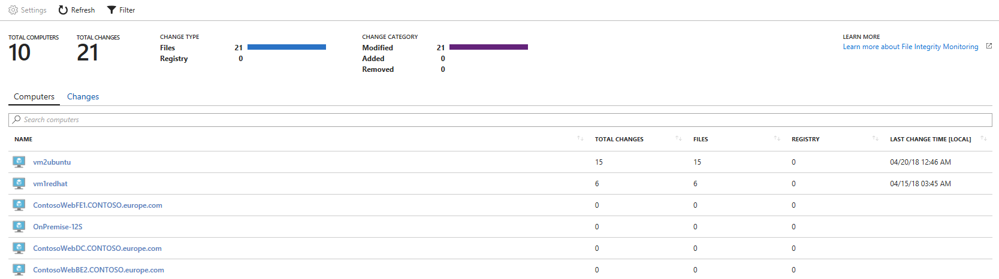 Settings Refresh Filter
TOTAL COMPUTERS TOTAL CHANGES CHANGE TYPE CHANGE CATEGORY LEARN MORE
10 21 Files 21 Modified 21 Learn more about File Integrity Monitoring
Registry 0 Added 0
Removed 0
Computers Changes
Search computers
NAME TOTAL CHANGES FILES REGISTRY LAST CHANGE TIME [LOCAL]
vm2ubuntu 15 15 0 04/20/18 12:46 AM
vm1redhat 6 6 0 04/15/18 03:45 AM
ContosoWebFE1.CONTOSO.europe.com 0 0 0
OnPremise-12S 0 0 0
ContosoWebDC.CONTOSO.europe.com 0 0 0
ContosoWebBE2.CONTOSO.europe.com 0 0 0